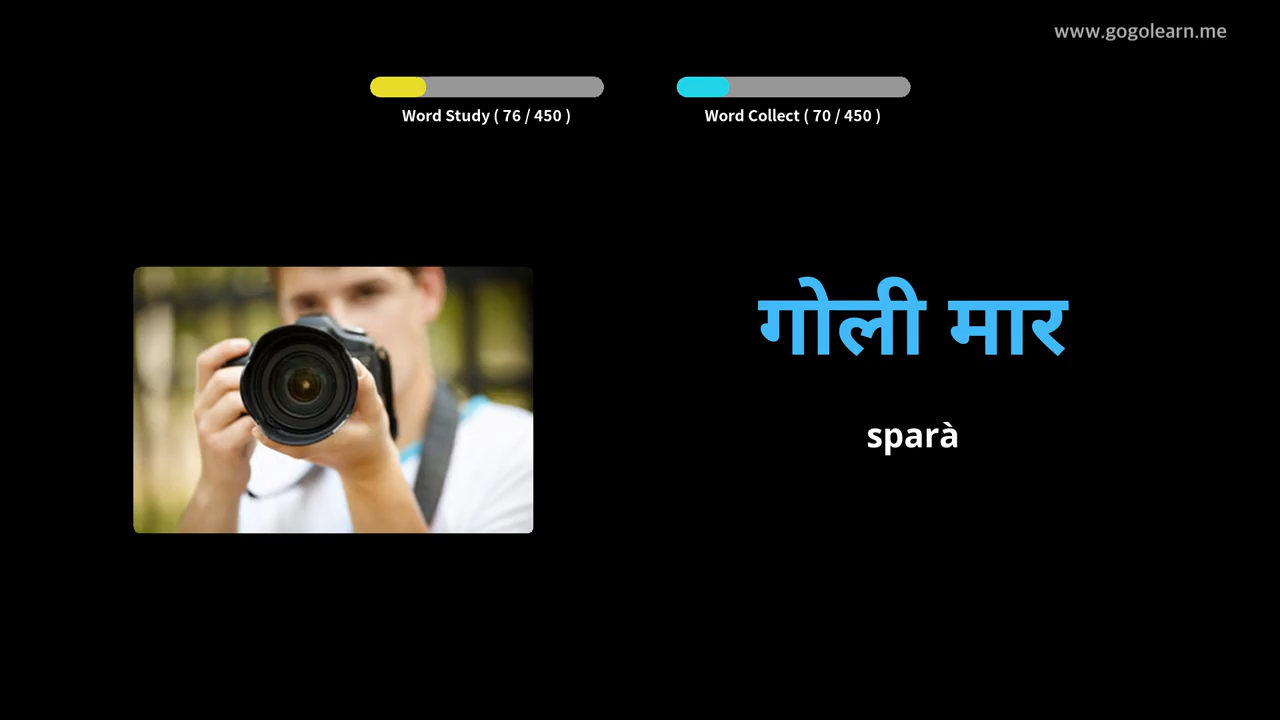 www.gogolearn.me
Word Study ( 76 / 450 )
Word Collect ( 70 / 450 )
गोली मार
sparà